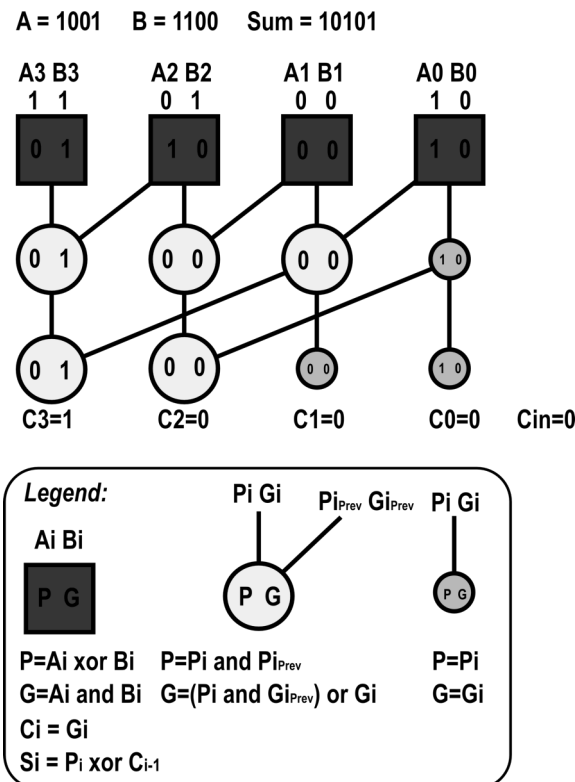 A = 1001 B = 1100 Sum = 10101
A3 B3 A2 B2 A1 B1 A0 B0
1 1 0 1 0 0 1 0
0 1 1 0 0 0 1 0
0 1 0 0 0 0 1 0
0 1 0 0 0 0 1 0
C3=1 C2=0 C1=0 C0=0 Cin=0
Legend:
Pi Gi PiPrev GiPrev Pi Gi
Ai Bi
P G P G P G
P=Ai xor Bi P=Pi and PiPrev P=Pi
G=Ai and Bi G=(Pi and GiPrev) or Gi G=Gi
Ci = Gi
Si = Pi xor Ci-1